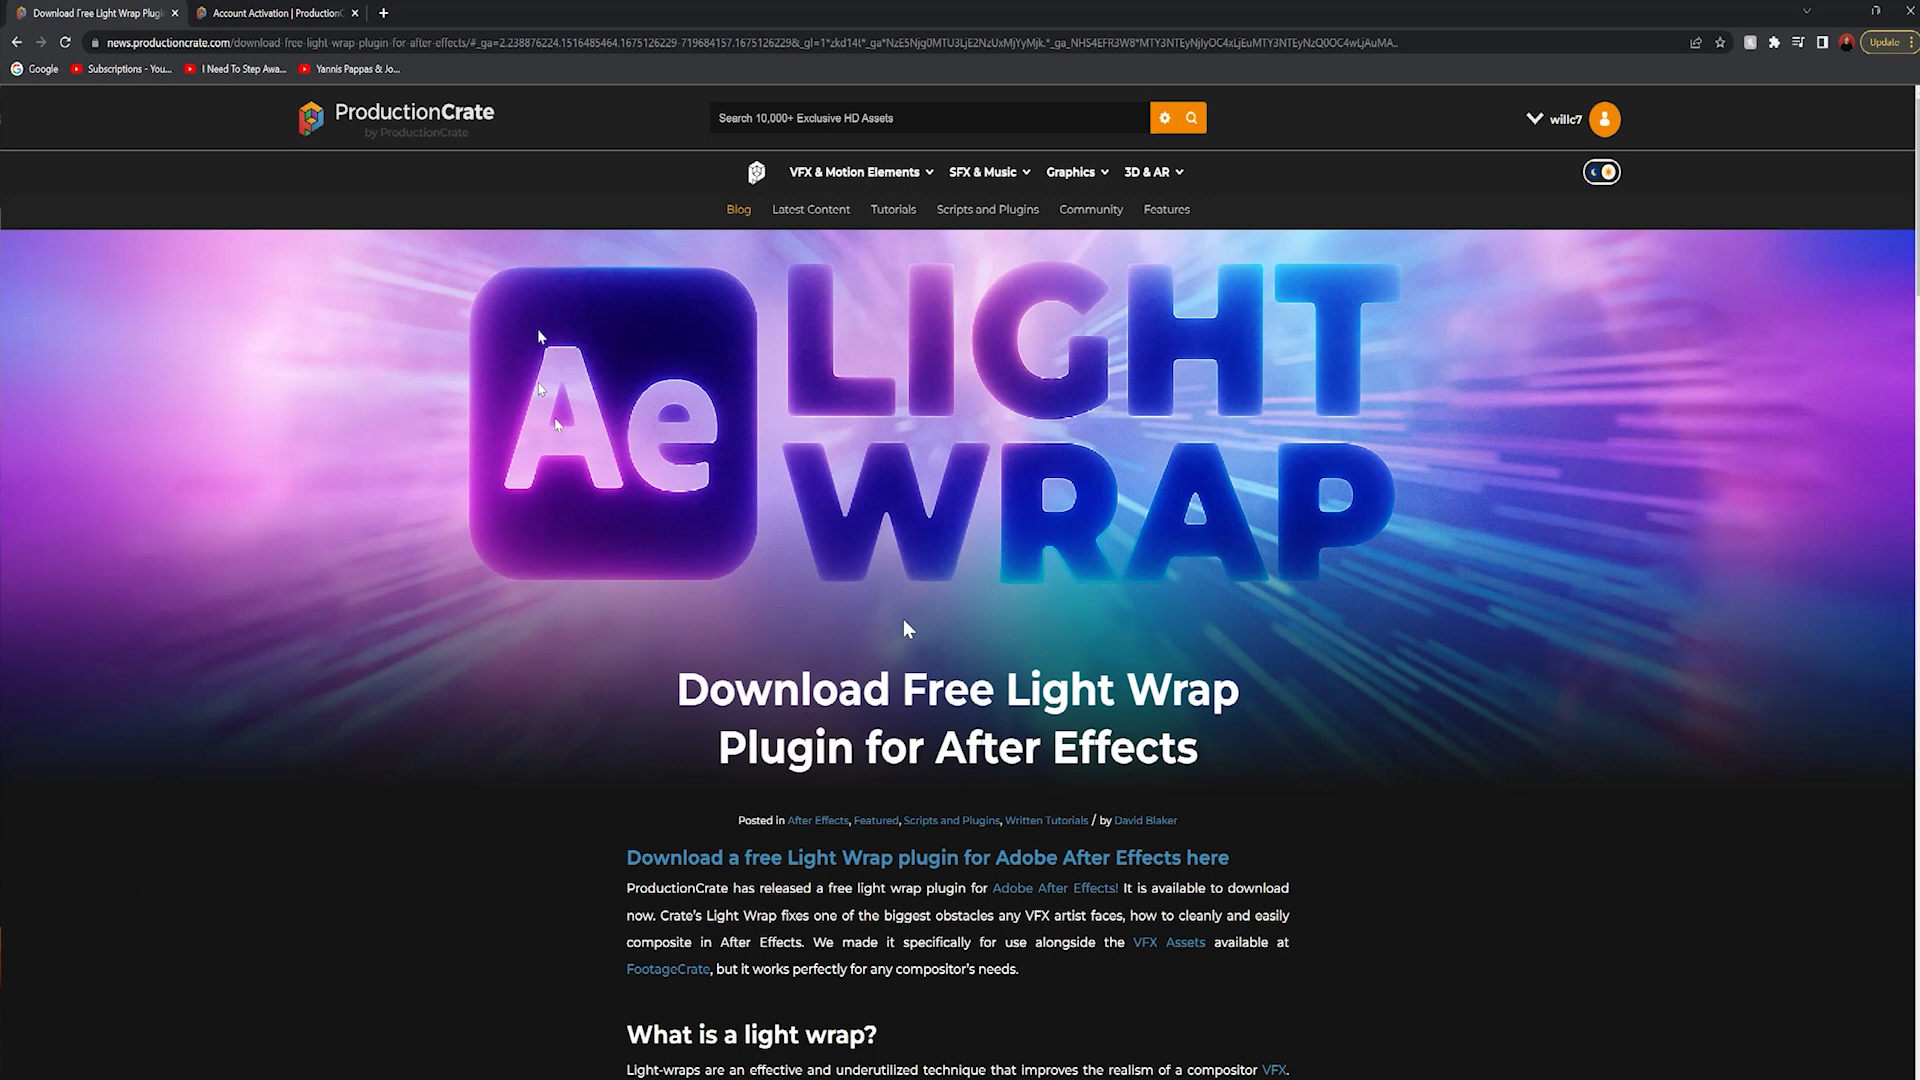 Download Free Light Wrap Plugi
Account Activation | Production
news.productioncrate.com/download-free-light-wrap-plugin-for-after-effects/
Google
Subscriptions - You...
I Need To Step Awa...
Yannis Pappas & Jo...
Update
ProductionCrate
by ProductionCrate
Search 10,000+ Exclusive HD Assets
willc7
VFX & Motion Elements
SFX & Music
Graphics
3D & AR
Blog
Latest Content
Tutorials
Scripts and Plugins
Community
Features
Ae
LIGHT
WRAP
Download Free Light Wrap
Plugin for After Effects
Posted in After Effects, Featured, Scripts and Plugins, Written Tutorials / by David Blaker
Download a free Light Wrap plugin for Adobe After Effects here
ProductionCrate has released a free light wrap plugin for Adobe After Effects! It is available to download
now. Crate's Light Wrap fixes one of the biggest obstacles any VFX artist faces, how to cleanly and easily
composite in After Effects. We made it specifically for use alongside the VFX Assets available at
FootageCrate, but it works perfectly for any compositor's needs.
What is a light wrap?
Light-wraps are an effective and underutilized technique that improves the realism of a compositor VFX.